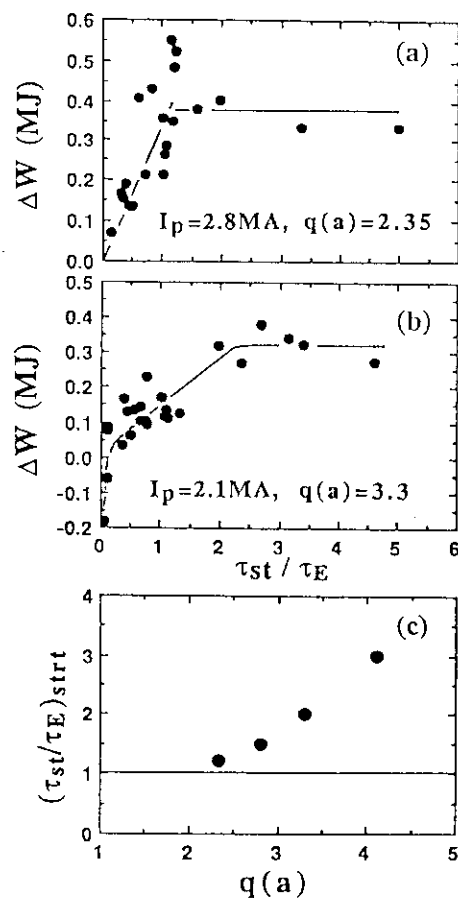 0.6
(a)
0.5
0.4
ΔW (MJ)
0.3
0.2
0.1
Ip=2.8MA, q(a)=2.35
0.0
0.5
(b)
0.4
0.3
ΔW (MJ)
0.2
0.1
0.0
-0.1
Ip=2.1MA, q(a)=3.3
-0.2
0 1 2 3 4 5 6
τst / τE
4
(c)
3
(τst/τE)strt
2
1
0
1 2 3 4 5
q(a)